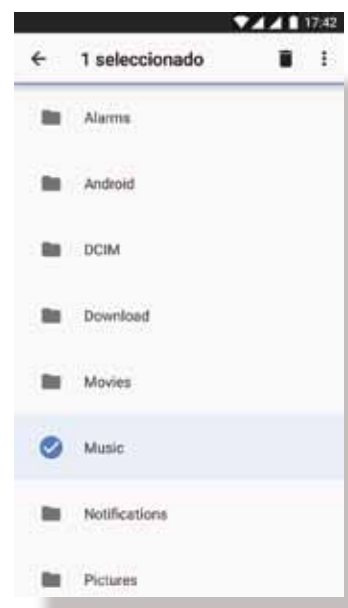 17:42
1 seleccionado
Alarms
Android
DCIM
Download
Movies
Music
Notifications
Pictures